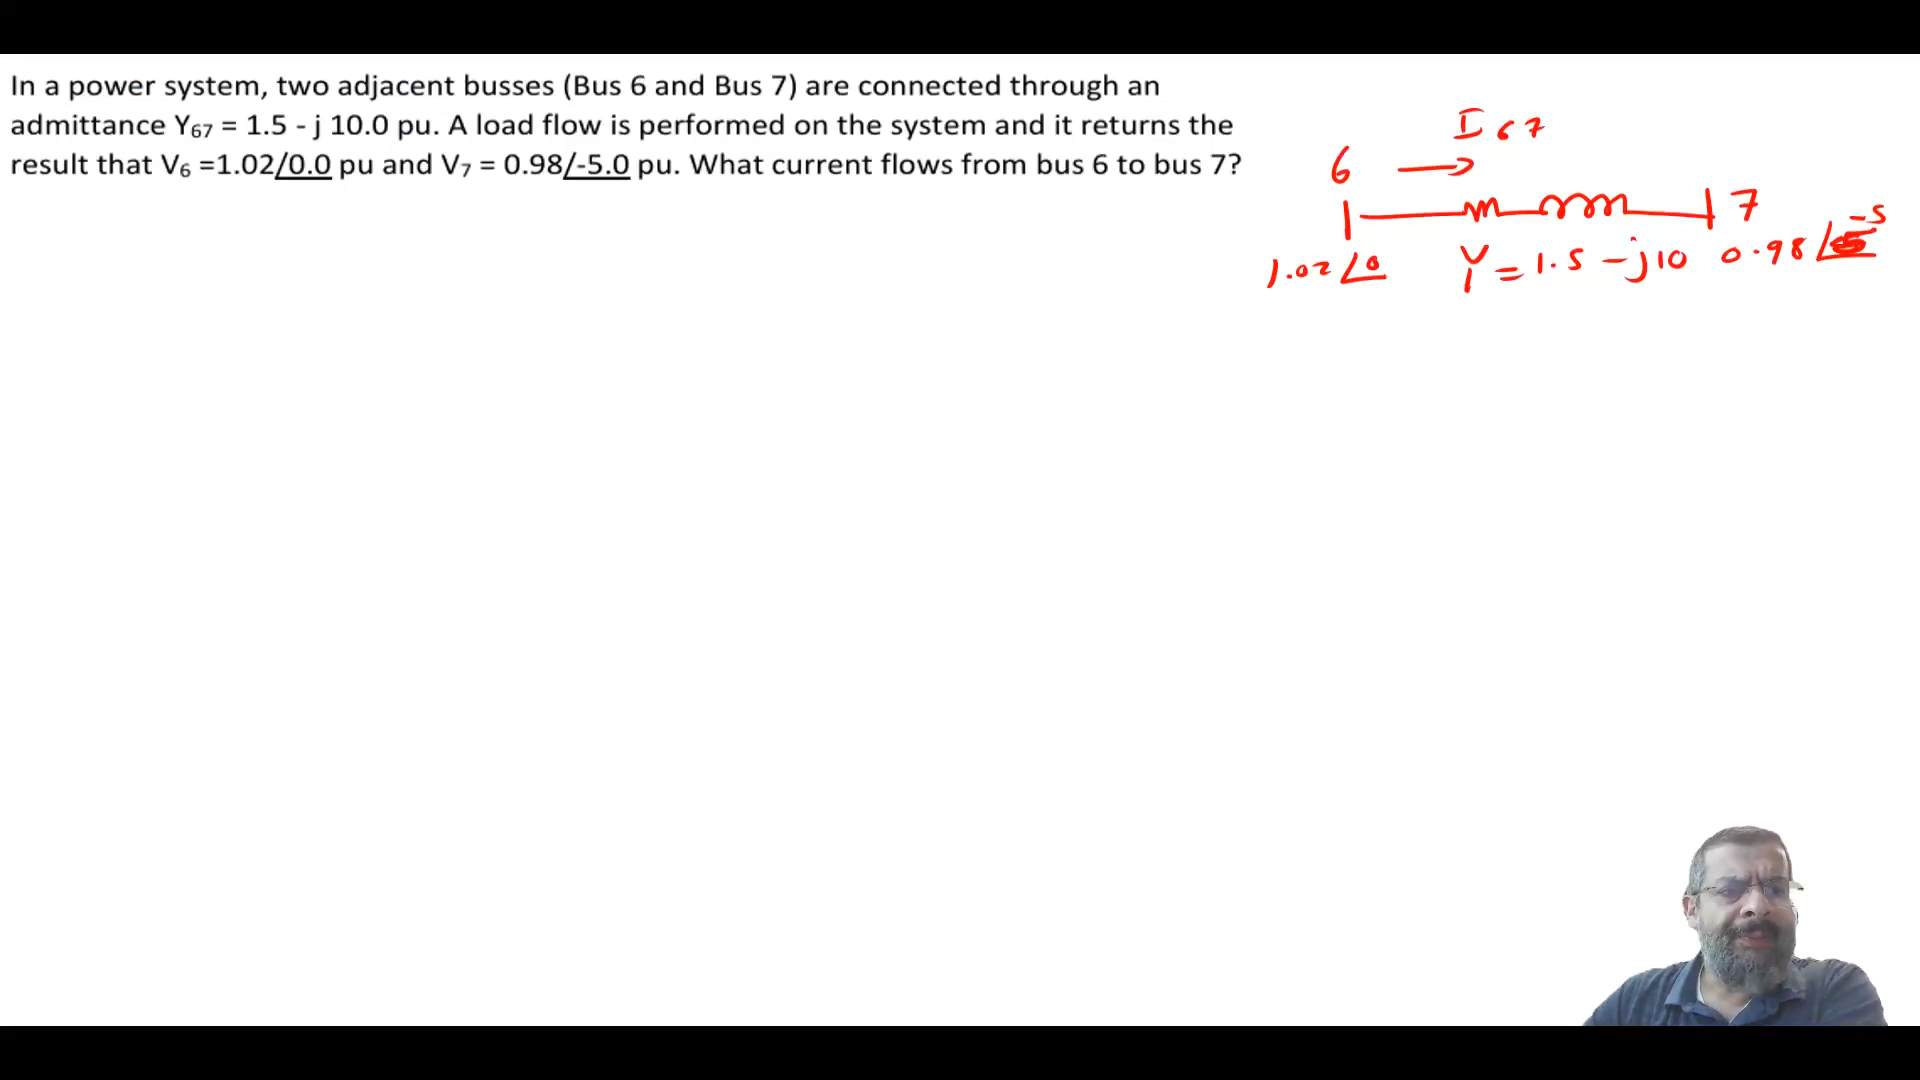 In a power system, two adjacent busses (Bus 6 and Bus 7) are connected through an
admittance Y₆₇ = 1.5 - j 10.0 pu. A load flow is performed on the system and it returns the
result that V₆ =1.02/0.0 pu and V₇ = 0.98/-5.0 pu. What current flows from bus 6 to bus 7?
I 67
6
7
1.02/0 Y = 1.5 - j10 0.98/-5